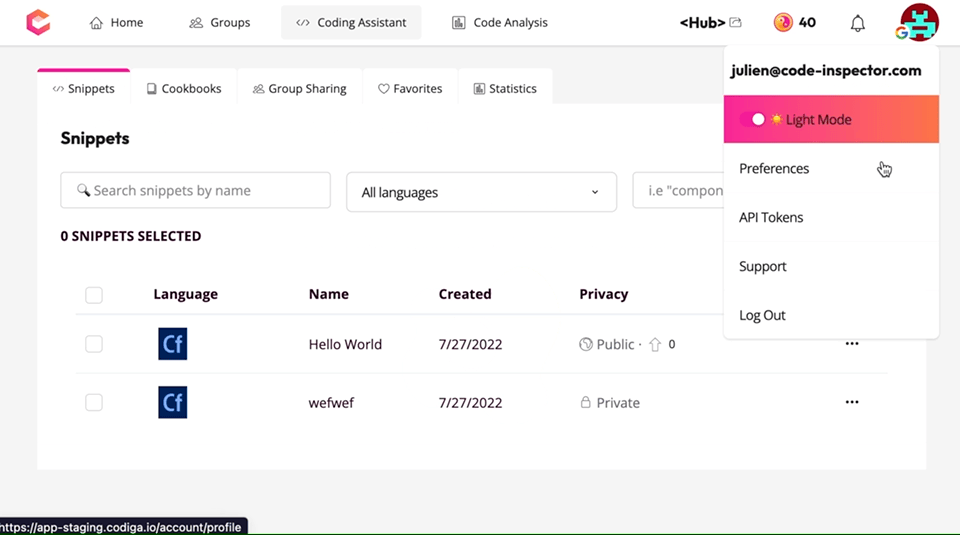 Home
Groups
</> Coding Assistant
Code Analysis
<Hub>
40
G
julien@code-inspector.com
Light Mode
Preferences
API Tokens
Support
Log Out
</> Snippets
Cookbooks
Group Sharing
Favorites
Statistics
Snippets
Search snippets by name
All languages
i.e "compon
0 SNIPPETS SELECTED
Language
Name
Created
Privacy
Cf
Hello World
7/27/2022
Public · 0
...
Cf
wefwef
7/27/2022
Private
...
https://app-staging.codiga.io/account/profile